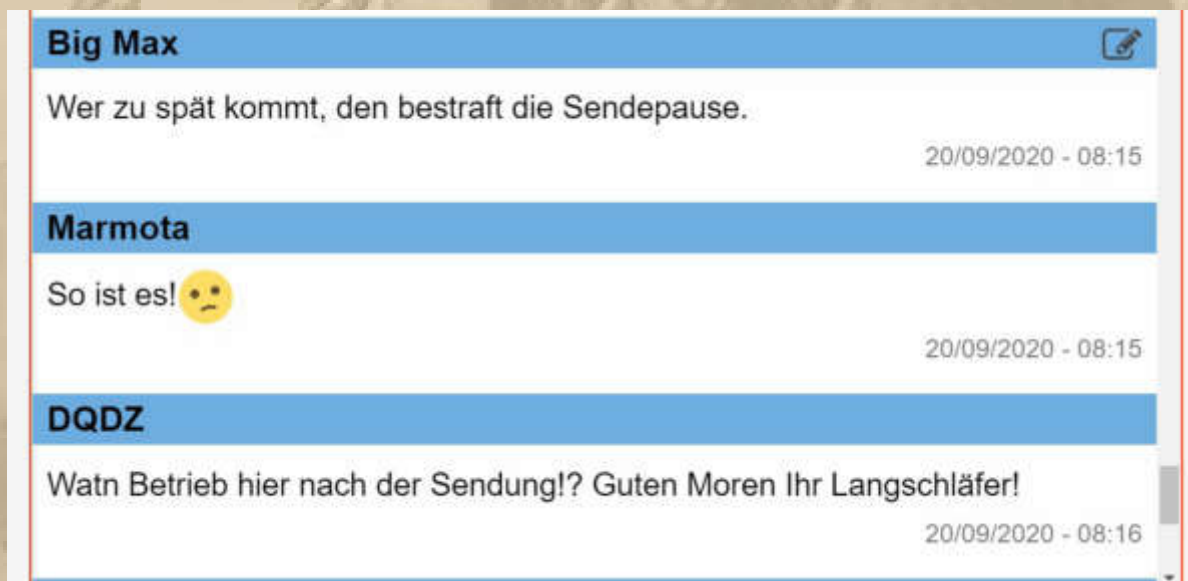 Big Max
Wer zu spät kommt, den bestraft die Sendepause.
20/09/2020 - 08:15
Marmota
So ist es!
20/09/2020 - 08:15
DQDZ
Watn Betrieb hier nach der Sendung!? Guten Moren Ihr Langschläfer!
20/09/2020 - 08:16